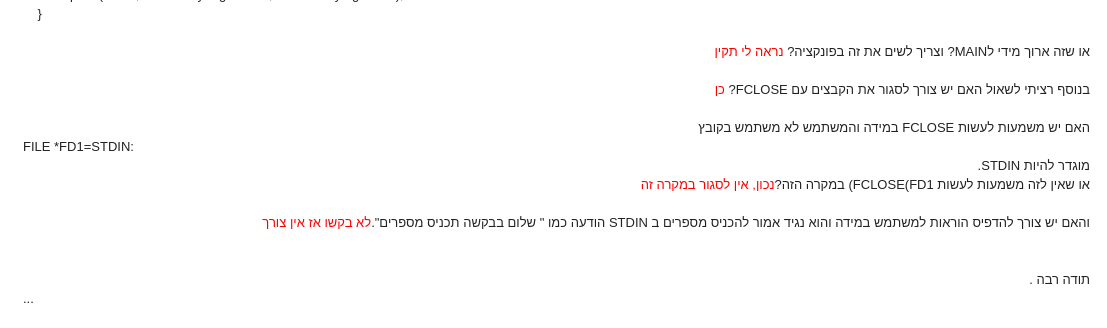 }
או שזה ארוך מידי לMAIN? וצריך לשים את זה בפונקציה? נראה לי תקין
בנוסף רציתי לשאול האם יש צורך לסגור את הקבצים עם FCLOSE? כן
האם יש משמעות לעשות FCLOSE במידה והמשתמש לא משתמש בקובץ
FILE *FD1=STDIN:
מוגדר להיות STDIN.
או שאין לזה משמעות לעשות FCLOSE(FD1) במקרה הזה?נכון, אין לסגור במקרה זה
והאם יש צורך להדפיס הוראות למשתמש במידה והוא נגיד אמור להכניס מספרים ב STDIN הודעה כמו " שלום בבקשה תכניס מספרים".לא בקשו אז אין צורך
תודה רבה .
...